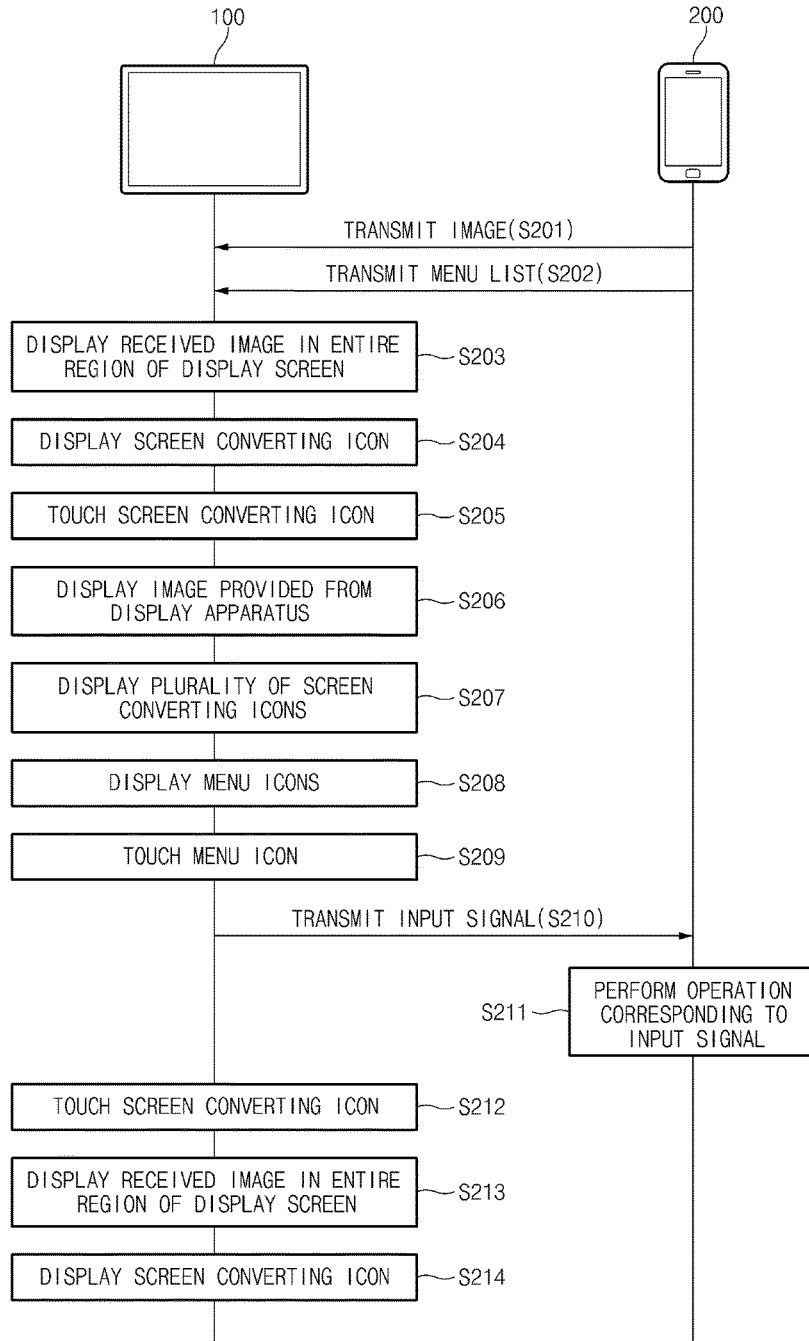 100
200
TRANSMIT IMAGE(S201)
TRANSMIT MENU LIST(S202)
DISPLAY RECEIVED IMAGE IN ENTIRE
REGION OF DISPLAY SCREEN
S203
DISPLAY SCREEN CONVERTING ICON
S204
TOUCH SCREEN CONVERTING ICON
S205
DISPLAY IMAGE PROVIDED FROM
DISPLAY APPARATUS
S206
DISPLAY PLURALITY OF SCREEN
CONVERTING ICONS
S207
DISPLAY MENU ICONS
S208
TOUCH MENU ICON
S209
TRANSMIT INPUT SIGNAL(S210)
S211
PERFORM OPERATION
CORRESPONDING TO
INPUT SIGNAL
TOUCH SCREEN CONVERTING ICON
S212
DISPLAY RECEIVED IMAGE IN ENTIRE
REGION OF DISPLAY SCREEN
S213
DISPLAY SCREEN CONVERTING ICON
S214